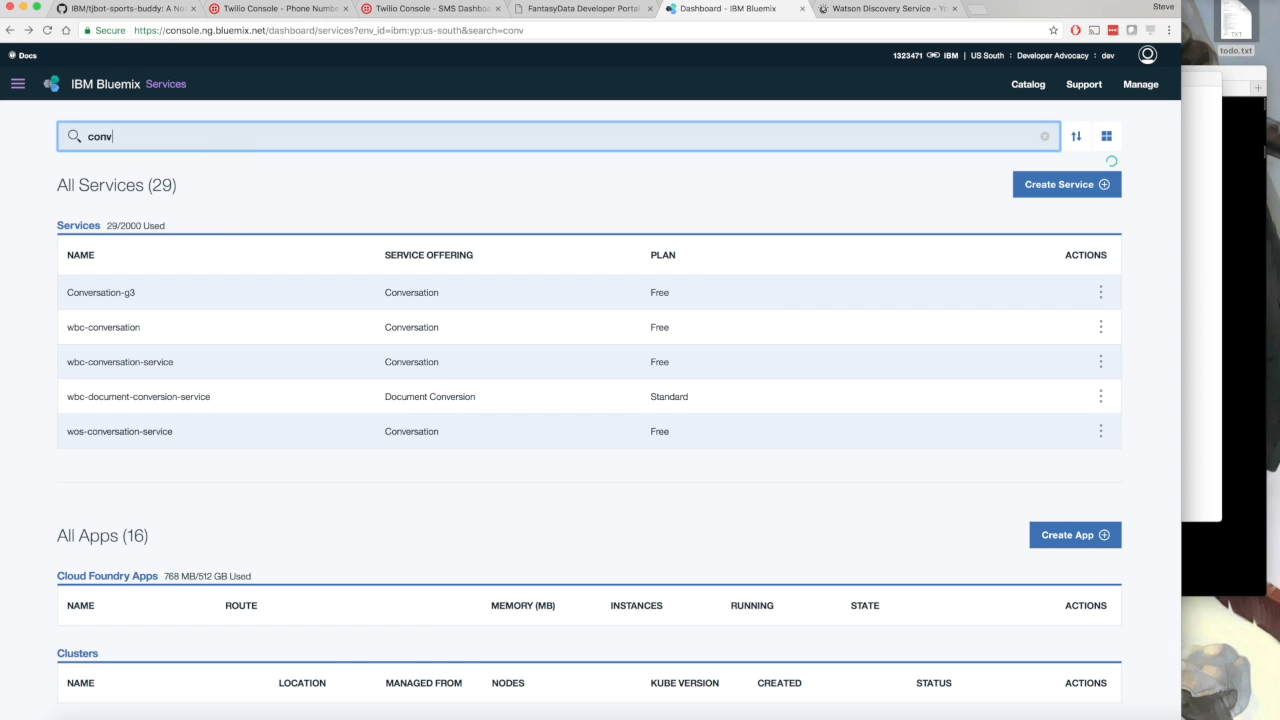 IBM/tjbot-sports-buddy: A No
Twilio Console - Phone Numbe
Twilio Console - SMS Dashboa
FantasyData Developer Portal
Dashboard - IBM Bluemix
Watson Discovery Service - Yo
Steve
Secure https://console.ng.bluemix.net/dashboard/services?env_id=ibm:yp:us-south&search=conv
TXT
todo.txt
Docs
1323471 IBM | US South : Developer Advocacy : dev
IBM Bluemix Services
Catalog Support Manage
conv
All Services (29)
Create Service
Services 29/2000 Used
NAME SERVICE OFFERING PLAN ACTIONS
Conversation-g3 Conversation Free
wbc-conversation Conversation Free
wbc-conversation-service Conversation Free
wbc-document-conversion-service Document Conversion Standard
wos-conversation-service Conversation Free
All Apps (16)
Create App
Cloud Foundry Apps 768 MB/512 GB Used
NAME ROUTE MEMORY (MB) INSTANCES RUNNING STATE ACTIONS
Clusters
NAME LOCATION MANAGED FROM NODES KUBE VERSION CREATED STATUS ACTIONS